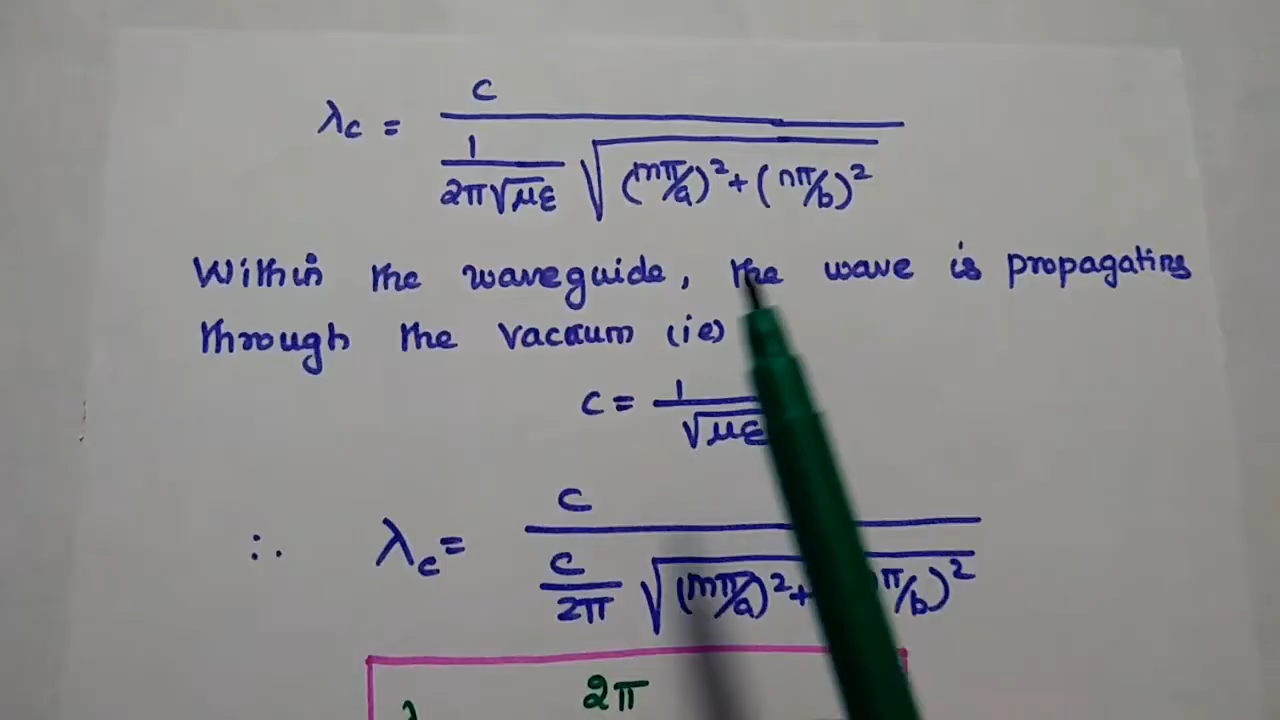 λc = c / (1/(2π√με) √((mπ/a)² + (nπ/b)²))
Within the waveguide, the wave is propagating
through the vacuum (ie)
c = 1/√με
∴ λc = c / (c/2π √((mπ/a)² + π/b)²)
λ 2π